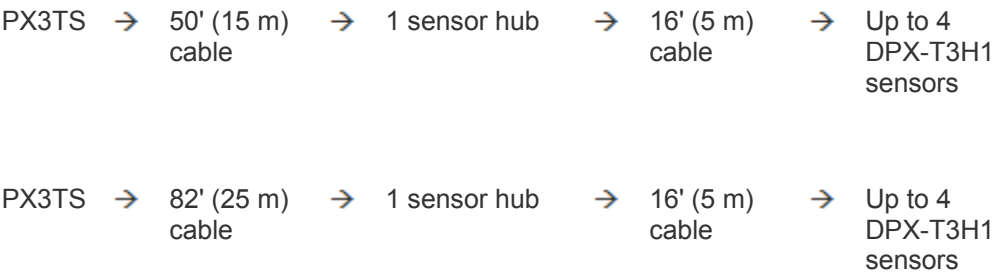 PX3TS → 50' (15 m) → 1 sensor hub → 16' (5 m) → Up to 4
cable cable DPX-T3H1
sensors
PX3TS → 82' (25 m) → 1 sensor hub → 16' (5 m) → Up to 4
cable cable DPX-T3H1
sensors